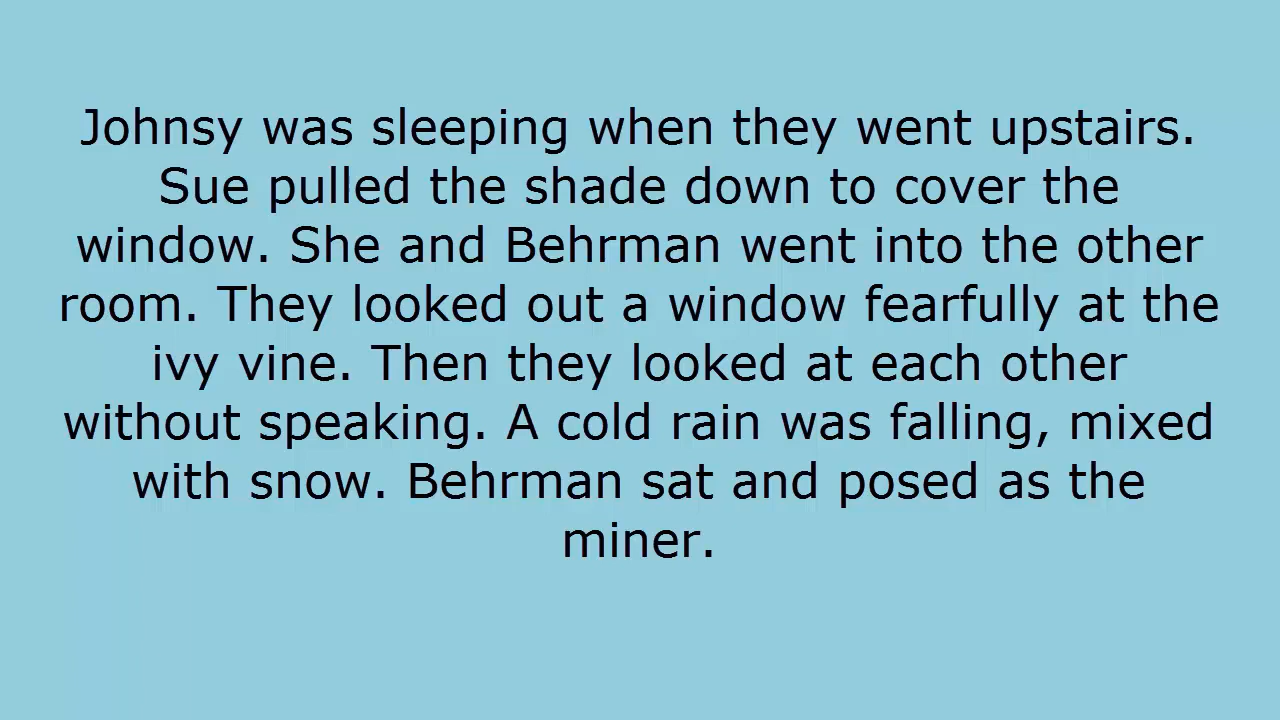 Johnsy was sleeping when they went upstairs.
Sue pulled the shade down to cover the
window. She and Behrman went into the other
room. They looked out a window fearfully at the
ivy vine. Then they looked at each other
without speaking. A cold rain was falling, mixed
with snow. Behrman sat and posed as the
miner.